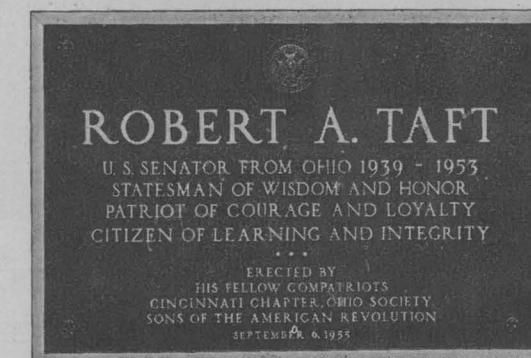 ROBERT A. TAFT
U. S. SENATOR FROM OHIO 1939 - 1953
STATESMAN OF WISDOM AND HONOR
PATRIOT OF COURAGE AND LOYALTY
CITIZEN OF LEARNING AND INTEGRITY
• • •
ERECTED BY
HIS FELLOW COMPATRIOTS
CINCINNATI CHAPTER, OHIO SOCIETY
SONS OF THE AMERICAN REVOLUTION
SEPTEMBER 6, 1955